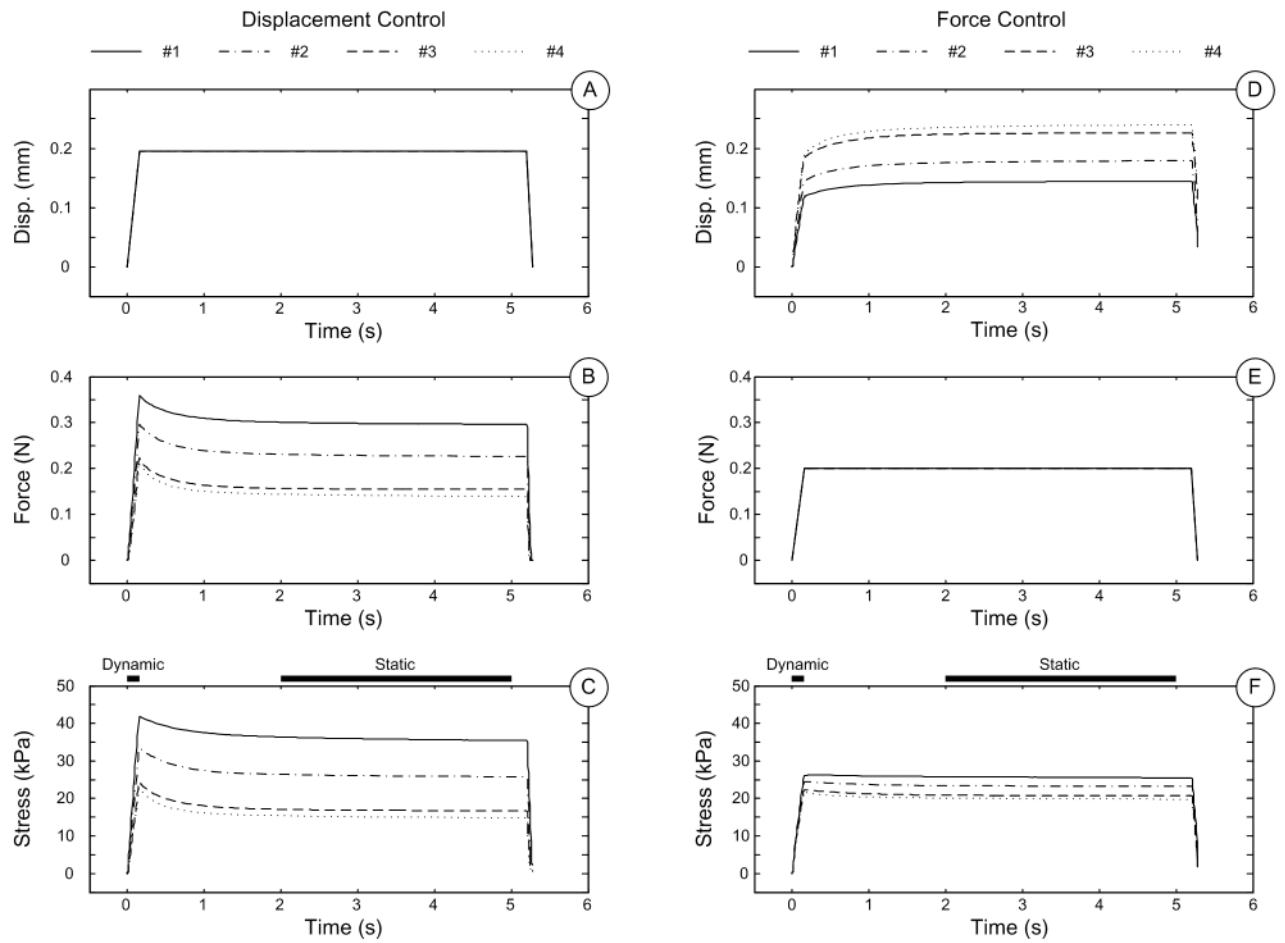 Displacement Control
#1 #2 #3 #4
A
0.2
0.1
0
Disp. (mm)
0 1 2 3 4 5 6
Time (s)
B
0.4
0.3
0.2
0.1
0
Force (N)
0 1 2 3 4 5 6
Time (s)
Dynamic Static
C
50
40
30
20
10
0
Stress (kPa)
0 1 2 3 4 5 6
Time (s)
Force Control
#1 #2 #3 #4
D
0.2
0.1
0
Disp. (mm)
0 1 2 3 4 5 6
Time (s)
E
0.4
0.3
0.2
0.1
0
Force (N)
0 1 2 3 4 5 6
Time (s)
Dynamic Static
F
50
40
30
20
10
0
Stress (kPa)
0 1 2 3 4 5 6
Time (s)